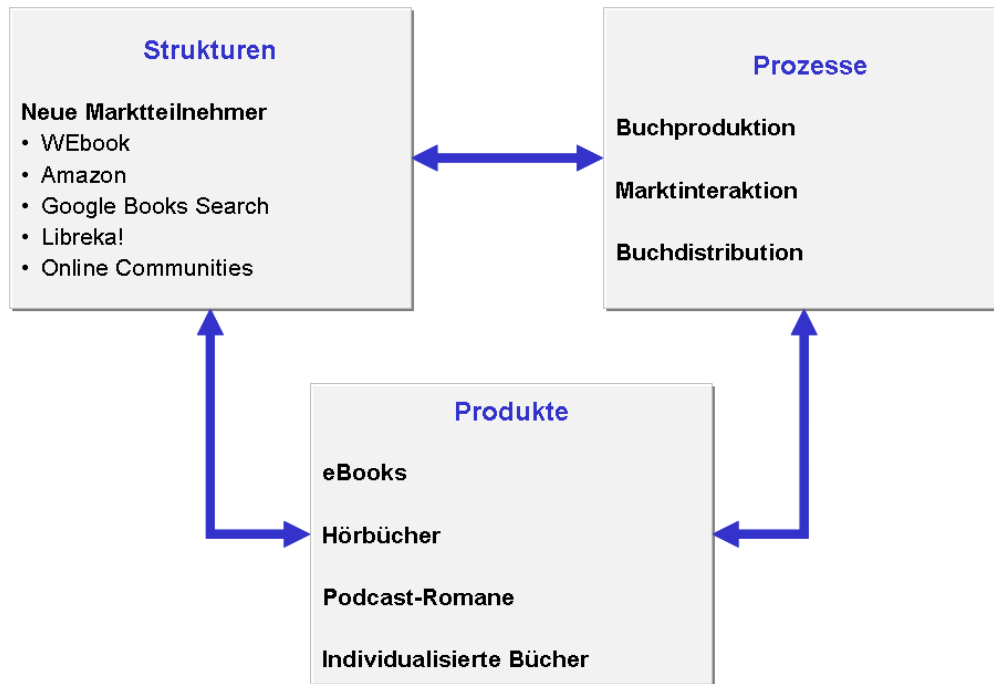 Strukturen
Neue Marktteilnehmer
• WEbook
• Amazon
• Google Books Search
• Libreka!
• Online Communities
Prozesse
Buchproduktion
Marktinteraktion
Buchdistribution
Produkte
eBooks
Hörbücher
Podcast-Romane
Individualisierte Bücher